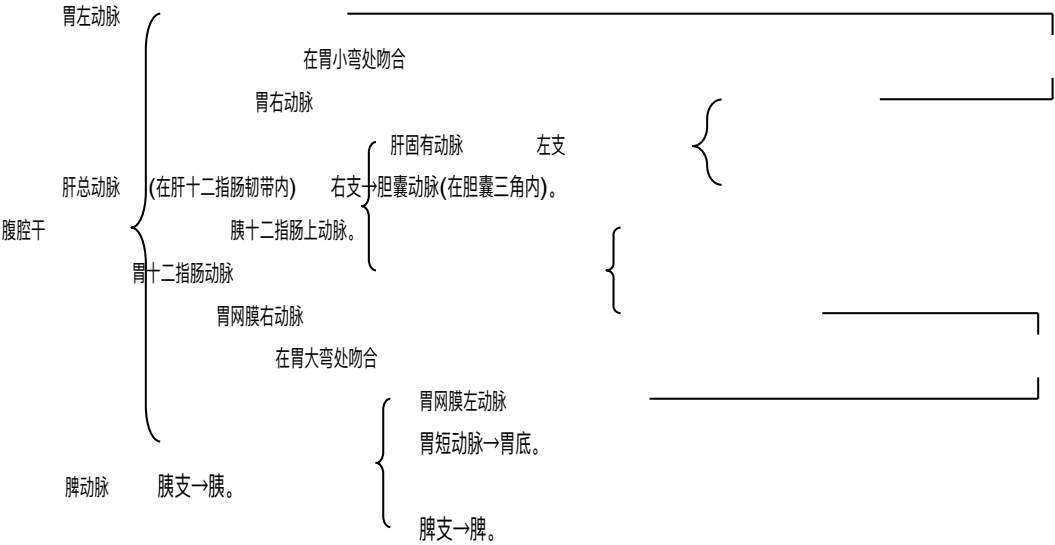 胃左动脉
在胃小弯处吻合
胃右动脉
肝固有动脉 左支
肝总动脉 (在肝十二指肠韧带内) 右支→胆囊动脉(在胆囊三角内)。
腹腔干 胰十二指肠上动脉。
胃十二指肠动脉
胃网膜右动脉
在胃大弯处吻合
胃网膜左动脉
胃短动脉→胃底。
脾动脉 胰支→胰。
脾支→脾。